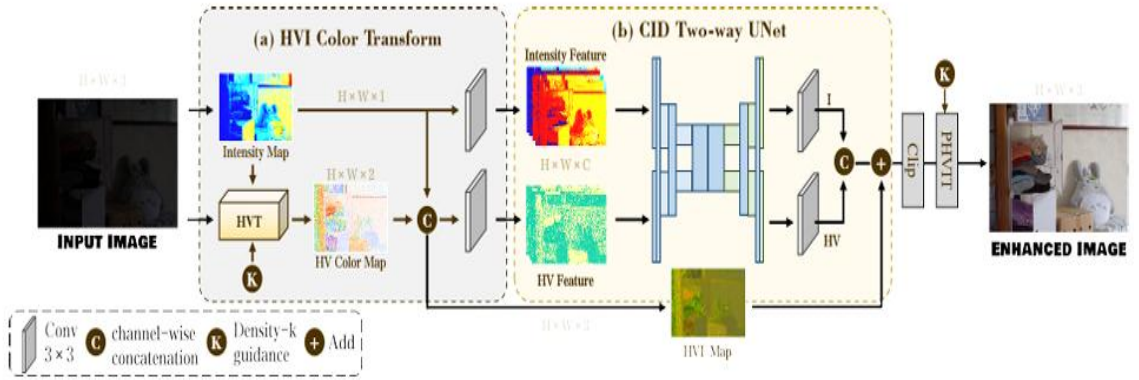 (a) HVI Color Transform
(b) CID Two-way UNet
H×W×3
H×W×1
Intensity Feature
I
K
H×W×3
Intensity Map
H×W×2
H×W×C
C
+
Clip
PHVIT
HVT
C
INPUT IMAGE
HV Color Map
HV Feature
HV
ENHANCED IMAGE
K
H×W×3
HVI Map
Conv
3×3
C
channel-wise
concatenation
K
Density-k
guidance
+
Add